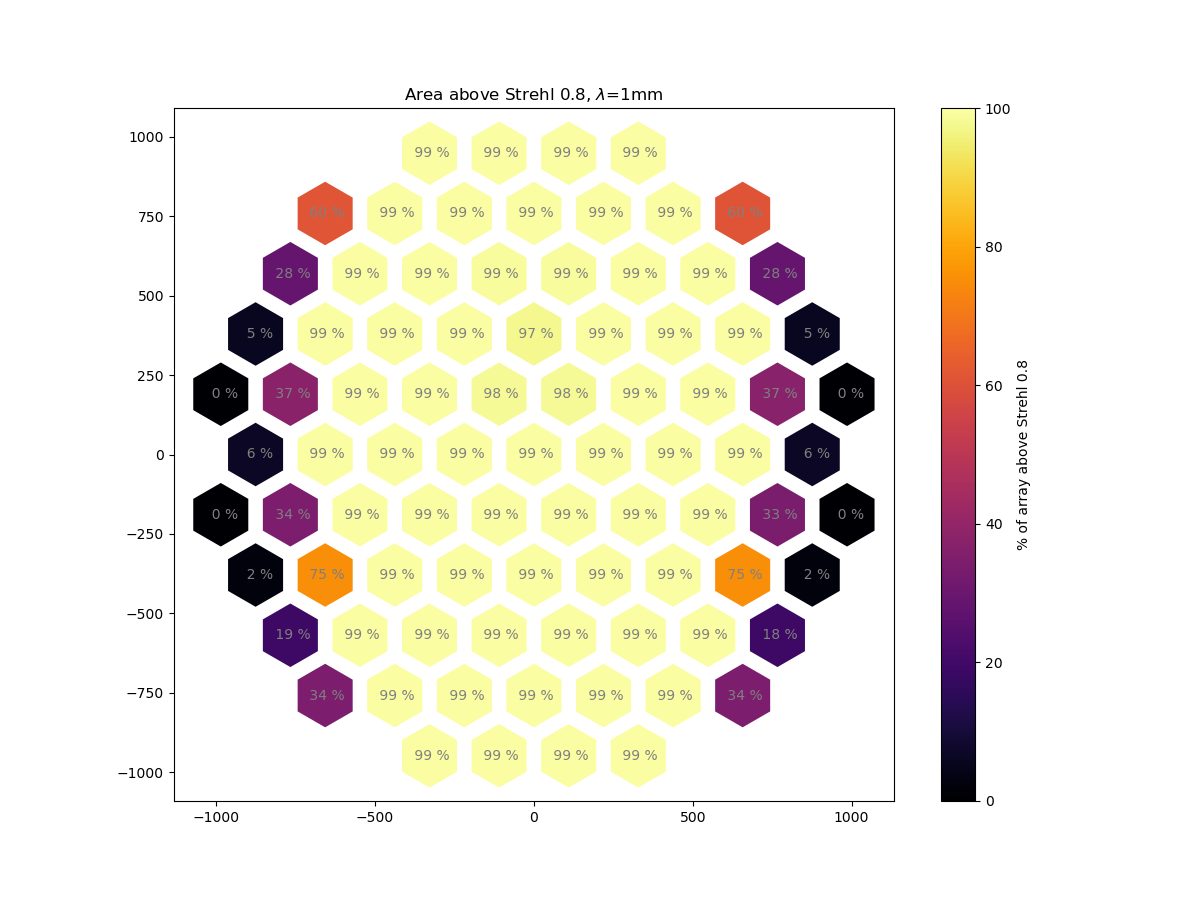 Area above Strehl 0.8, λ=1mm
1000
99 % 99 % 99 % 99 %
750
60 % 99 % 99 % 99 % 99 % 99 % 60 %
500
28 % 99 % 99 % 99 % 99 % 99 % 99 % 28 %
5 % 99 % 99 % 99 % 97 % 99 % 99 % 99 % 5 %
250
0 % 37 % 99 % 99 % 98 % 98 % 99 % 99 % 37 % 0 %
0
6 % 99 % 99 % 99 % 99 % 99 % 99 % 99 % 6 %
−250
0 % 34 % 99 % 99 % 99 % 99 % 99 % 99 % 33 % 0 %
2 % 75 % 99 % 99 % 99 % 99 % 99 % 75 % 2 %
−500
19 % 99 % 99 % 99 % 99 % 99 % 99 % 18 %
−750
34 % 99 % 99 % 99 % 99 % 99 % 34 %
99 % 99 % 99 % 99 %
−1000
−1000 −500 0 500 1000
100
80
60
40
20
0
% of array above Strehl 0.8